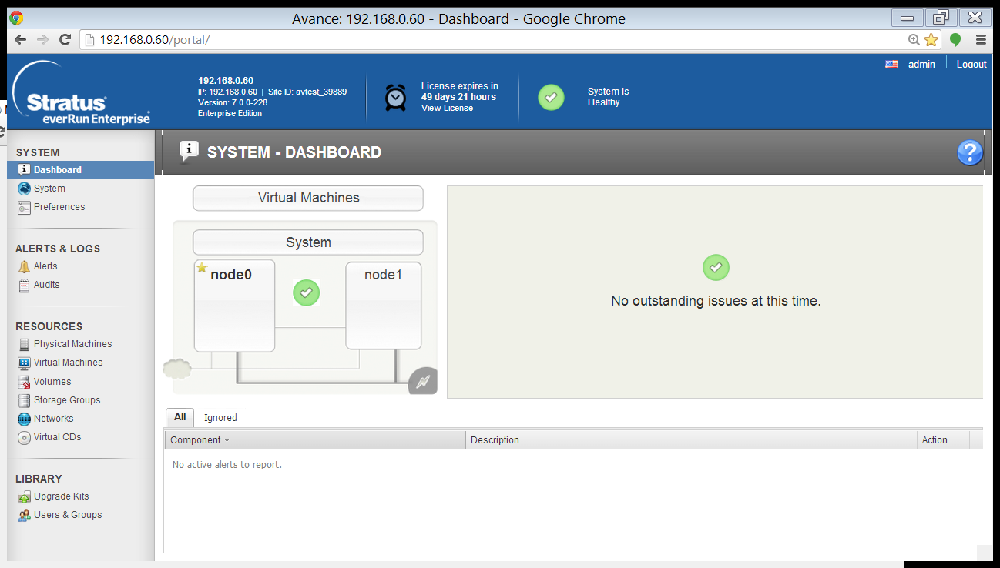 Avance: 192.168.0.60 - Dashboard - Google Chrome
192.168.0.60/portal/
admin
Logout
Stratus®
everRun Enterprise®
192.168.0.60
IP: 192.168.0.60 | Site ID: avtest_39889
Version: 7.0.0-228
Enterprise Edition
License expires in
49 days 21 hours
View License
System is
Healthy
SYSTEM
Dashboard
System
Preferences
ALERTS & LOGS
Alerts
Audits
RESOURCES
Physical Machines
Virtual Machines
Volumes
Storage Groups
Networks
Virtual CDs
LIBRARY
Upgrade Kits
Users & Groups
SYSTEM - DASHBOARD
?
Virtual Machines
System
node0
node1
No outstanding issues at this time.
All
Ignored
Component
Description
Action
No active alerts to report.